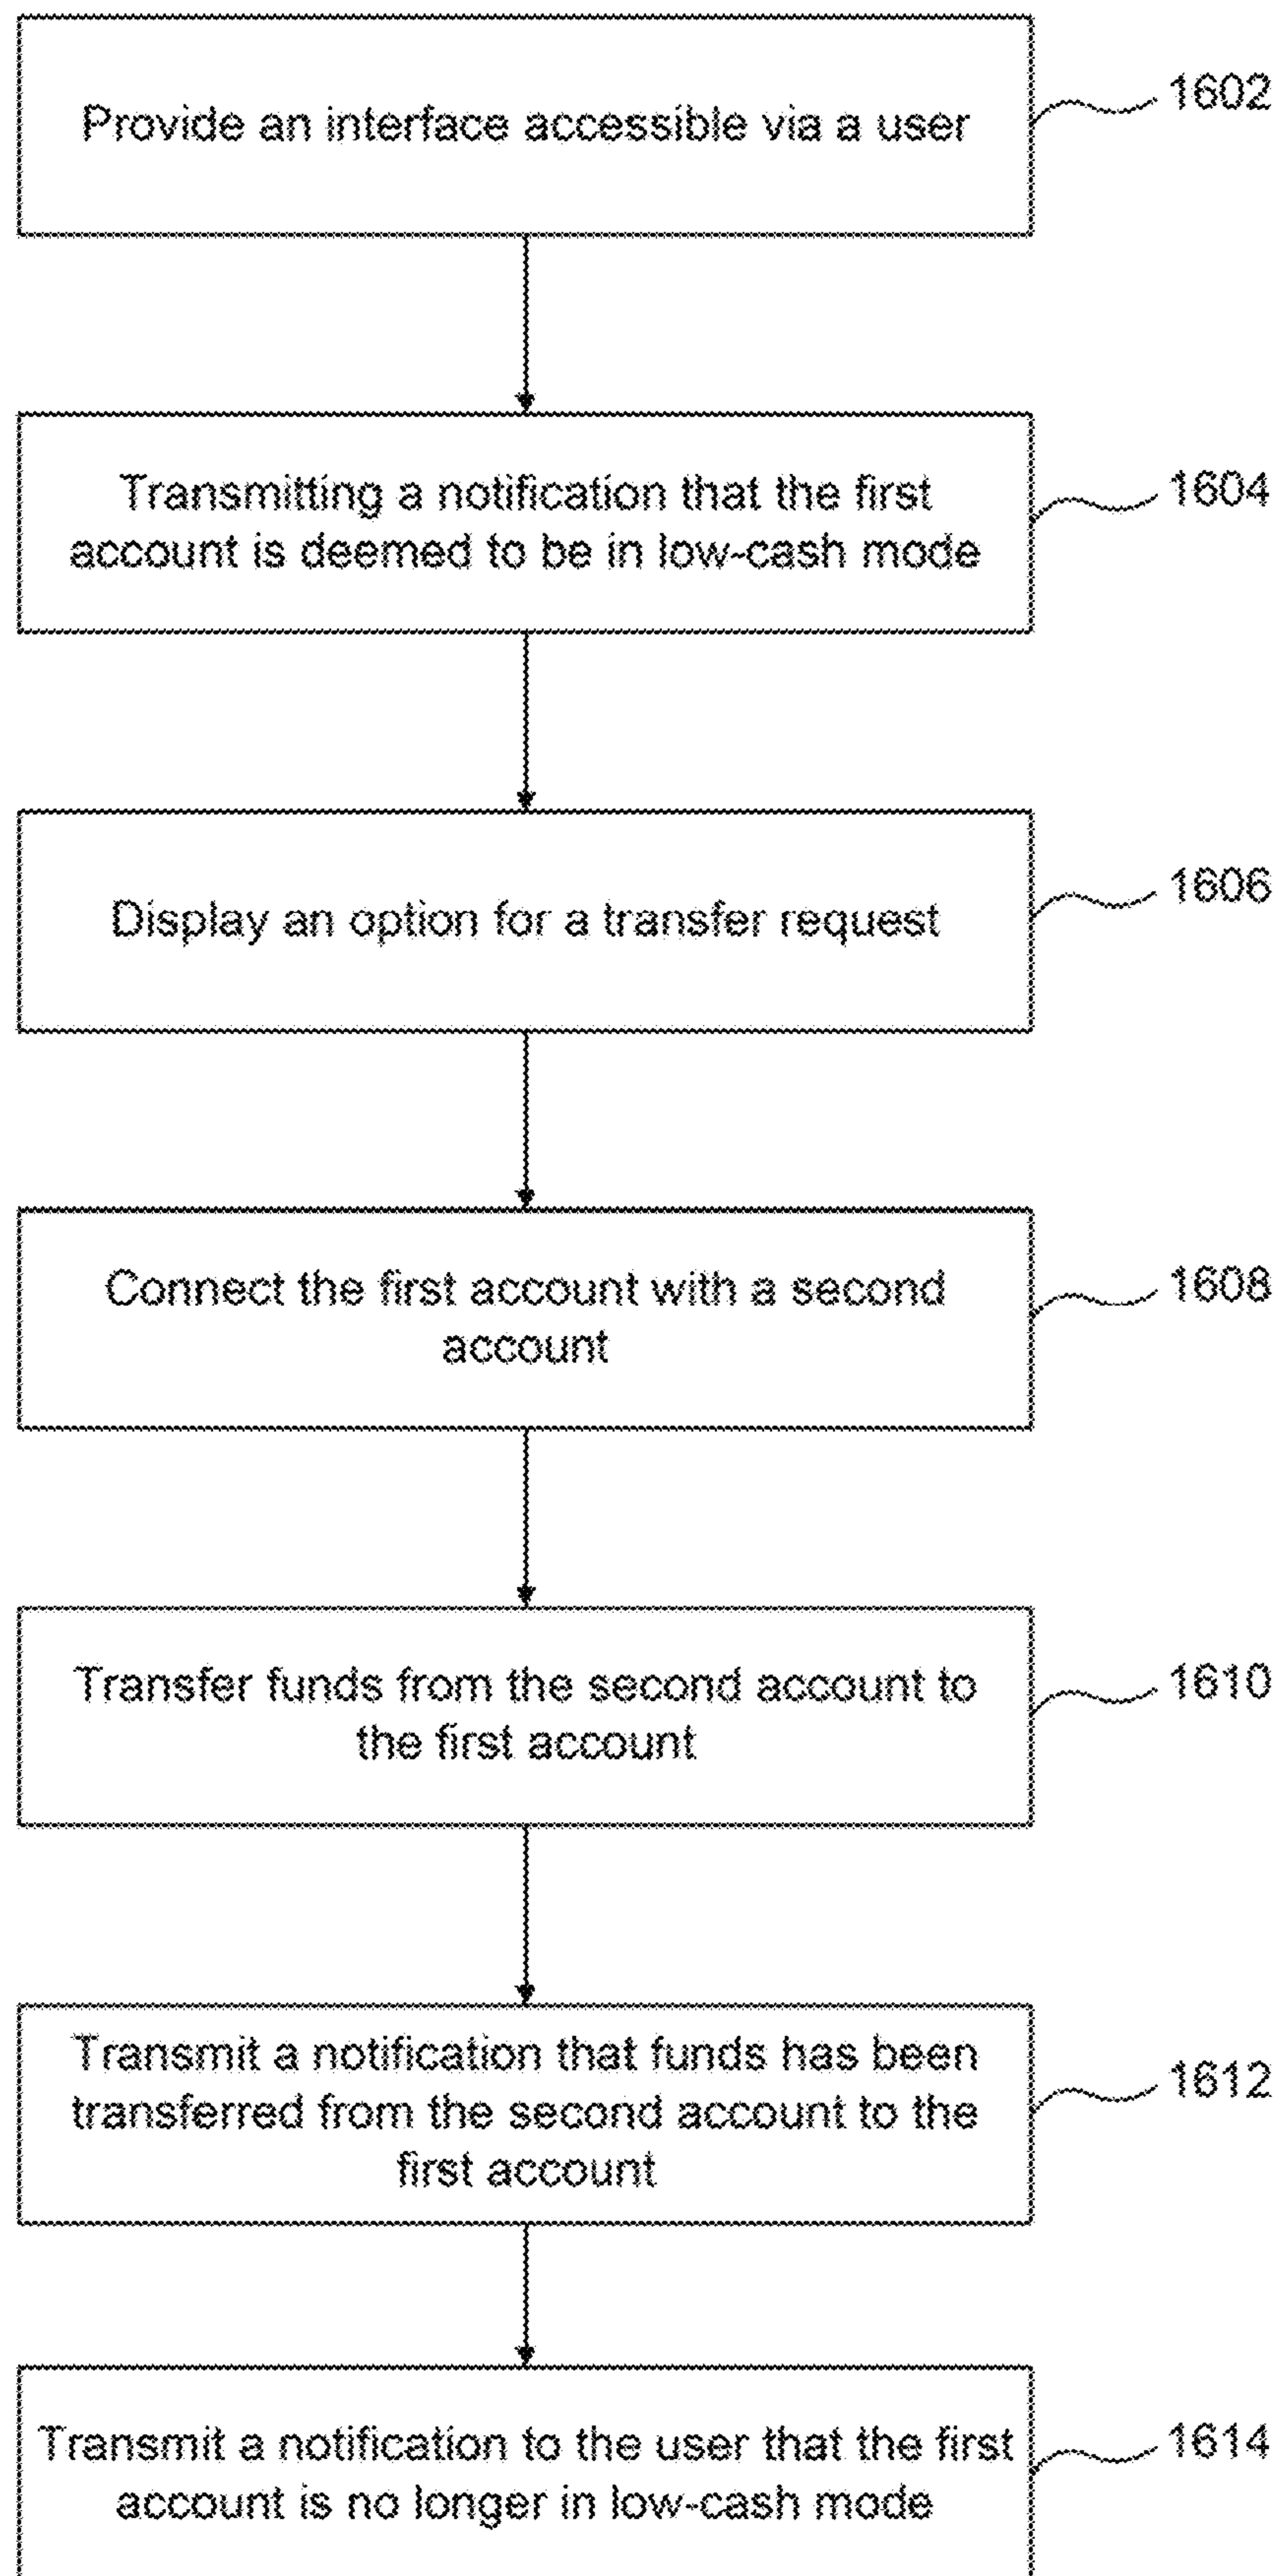 Provide an interface accessible via a user
1602
Transmitting a notification that the first
account is deemed to be in low-cash mode
1604
Display an option for a transfer request
1606
Connect the first account with a second
account
1608
Transfer funds from the second account to
the first account
1610
Transmit a notification that funds has been
transferred from the second account to the
first account
1612
Transmit a notification to the user that the first
account is no longer in low-cash mode
1614